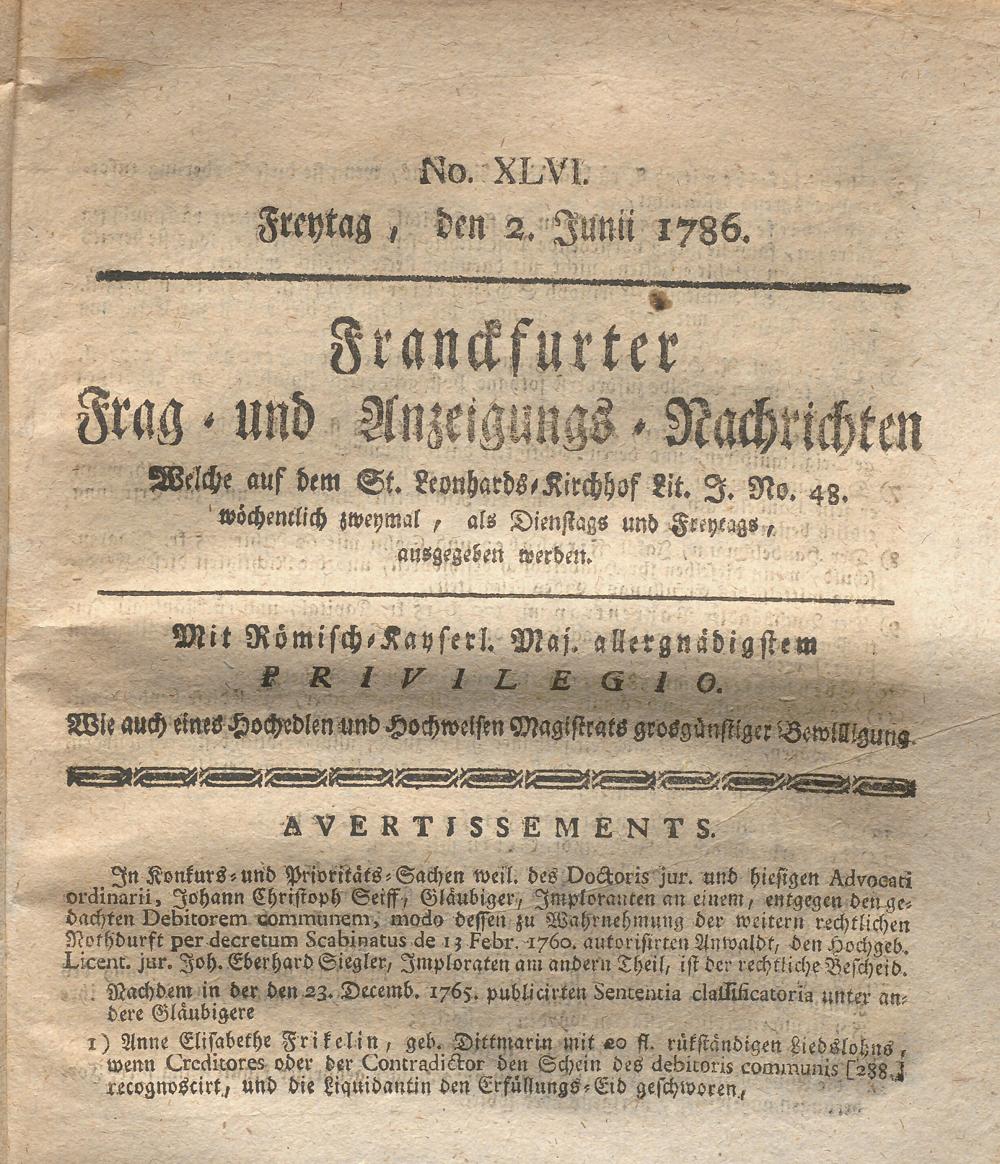 No. XLVI.
Freytag, den 2. Junii 1786.
Franckfurter
Frag- und Anzeigungs-Nachrichten
Welche auf dem St. Leonhards-Kirchhof Lit. J. No. 48.
wöchentlich zweymal, als Dienstags und Freytags,
ausgegeben werden.
Mit Römisch-Kayserl. Maj. allergnädigstem
PRIVILEGIO.
Wie auch eines Hochedlen und Hochweisen Magistrats grosgünstiger Bewilligung.
AVERTISSEMENTS.
In Konkurs- und Prioritäts-Sachen weil. des Doctoris jur. und hiesigen Advocati
ordinarii, Johann Christoph Seiff, Gläubiger, Imploranten an einem, entgegen den ge-
dachten Debitorem communem, modo dessen zu Wahrnehmung der weitern rechtlichen
Nothdurft per decretum Scabinatus de 13 Febr. 1760. autorisirten Anwaldt, den Hochgeb.
Licent. jur. Joh. Eberhard Siegler, Imploraten am andern Theil, ist der rechtliche Bescheid.
Nachdem in der den 23. Decemb. 1765. publicirten Sententia classificatoria unter an-
dere Gläubigere
1) Anne Elisabethe Frikelin, geb. Dittmarin mit 20 fl. rükständigen Liedslohns,
wenn Creditores oder der Contradictor den Schein des debitoris communis [288.]
recognoscirt, und die Liquidantin den Erfüllungs-Eid geschworen,